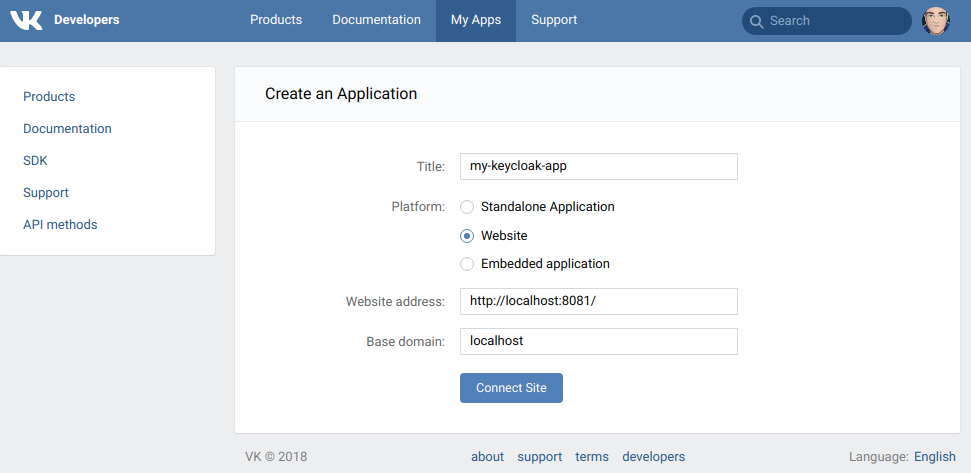 VK Developers Products Documentation My Apps Support Search
Products
Documentation
SDK
Support
API methods
Create an Application
Title: my-keycloak-app
Platform: Standalone Application
Website
Embedded application
Website address: http://localhost:8081/
Base domain: localhost
Connect Site
VK © 2018 about support terms developers Language: English